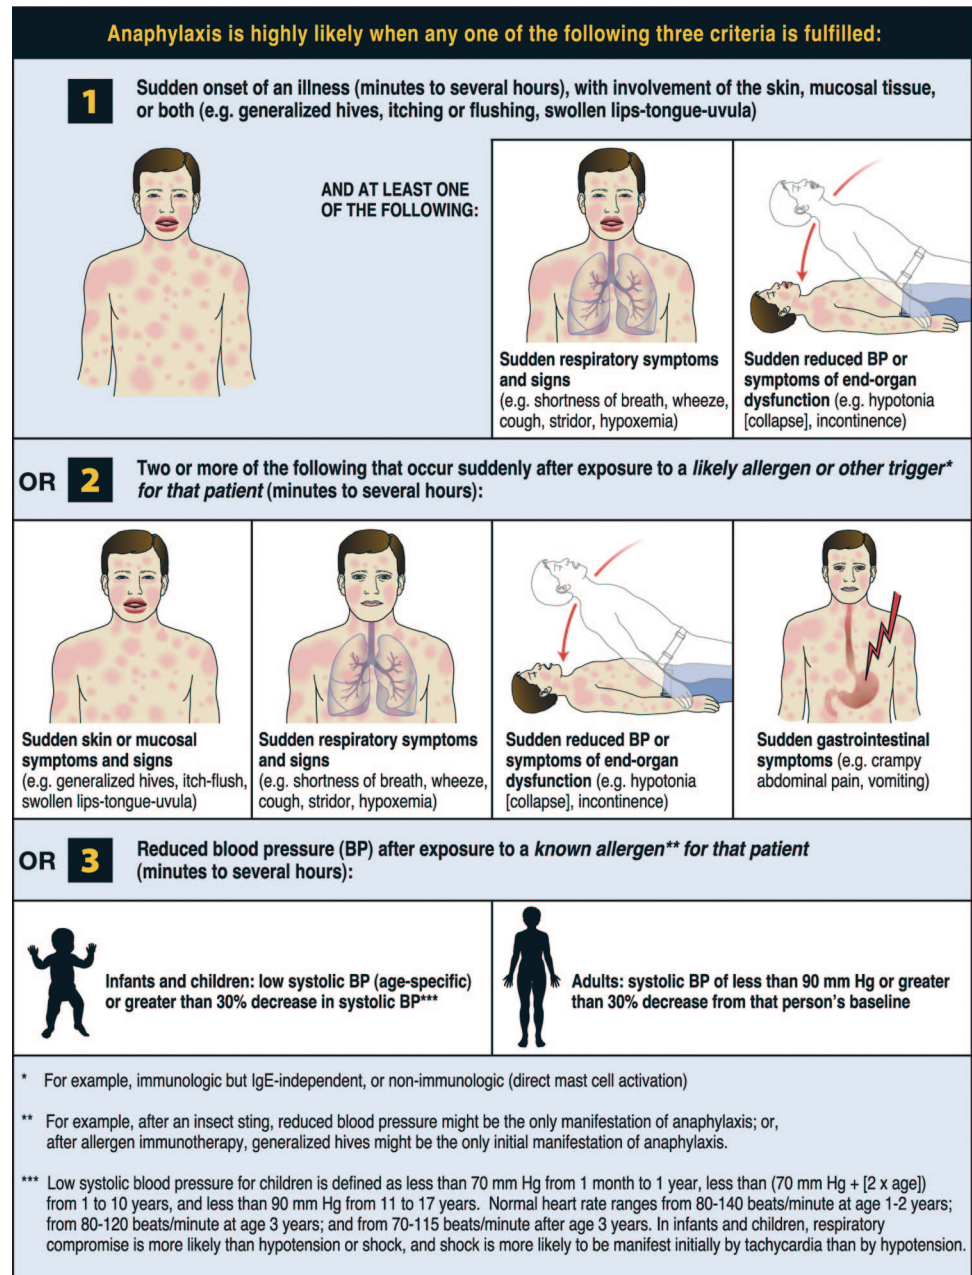 Anaphylaxis is highly likely when any one of the following three criteria is fulfilled:
1
Sudden onset of an illness (minutes to several hours), with involvement of the skin, mucosal tissue,
or both (e.g. generalized hives, itching or flushing, swollen lips-tongue-uvula)
AND AT LEAST ONE
OF THE FOLLOWING:
Sudden respiratory symptoms
and signs
(e.g. shortness of breath, wheeze,
cough, stridor, hypoxemia)
Sudden reduced BP or
symptoms of end-organ
dysfunction (e.g. hypotonia
[collapse], incontinence)
OR 2
Two or more of the following that occur suddenly after exposure to a likely allergen or other trigger*
for that patient (minutes to several hours):
Sudden skin or mucosal
symptoms and signs
(e.g. generalized hives, itch-flush,
swollen lips-tongue-uvula)
Sudden respiratory symptoms
and signs
(e.g. shortness of breath, wheeze,
cough, stridor, hypoxemia)
Sudden reduced BP or
symptoms of end-organ
dysfunction (e.g. hypotonia
[collapse], incontinence)
Sudden gastrointestinal
symptoms (e.g. crampy
abdominal pain, vomiting)
OR 3
Reduced blood pressure (BP) after exposure to a known allergen** for that patient
(minutes to several hours):
Infants and children: low systolic BP (age-specific)
or greater than 30% decrease in systolic BP***
Adults: systolic BP of less than 90 mm Hg or greater
than 30% decrease from that person's baseline
* For example, immunologic but IgE-independent, or non-immunologic (direct mast cell activation)
** For example, after an insect sting, reduced blood pressure might be the only manifestation of anaphylaxis; or,
after allergen immunotherapy, generalized hives might be the only initial manifestation of anaphylaxis.
*** Low systolic blood pressure for children is defined as less than 70 mm Hg from 1 month to 1 year, less than (70 mm Hg + [2 x age])
from 1 to 10 years, and less than 90 mm Hg from 11 to 17 years. Normal heart rate ranges from 80-140 beats/minute at age 1-2 years;
from 80-120 beats/minute at age 3 years; and from 70-115 beats/minute after age 3 years. In infants and children, respiratory
compromise is more likely than hypotension or shock, and shock is more likely to be manifest initially by tachycardia than by hypotension.